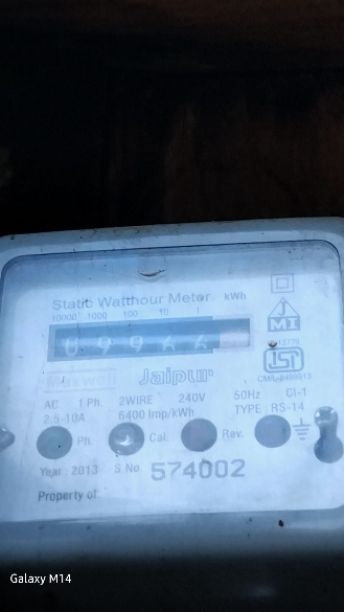 Static Watthour Meter kWh
10000 1000 100 10 1
Maxwell Jaipur
JMI
ISI
AC 1 Ph. 2WIRE 240V 50Hz Cl-1
2.5-10A 6400 Imp/kWh TYPE : RS-14
Ph. Cal. Rev.
Year : 2013 S No 574002
Property of
Galaxy M14